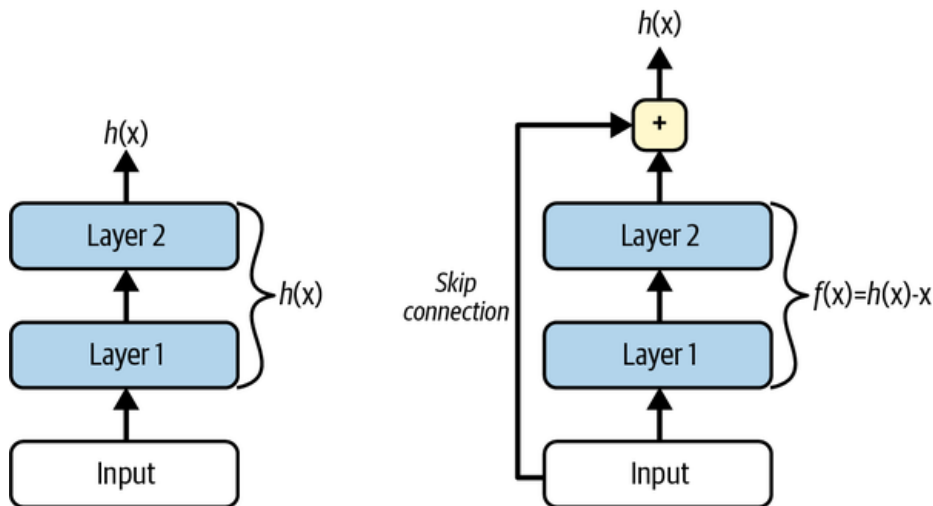 h(x)
Layer 2
h(x)
Layer 1
Input
h(x)
+
Layer 2
Skip
connection
f(x)=h(x)-x
Layer 1
Input